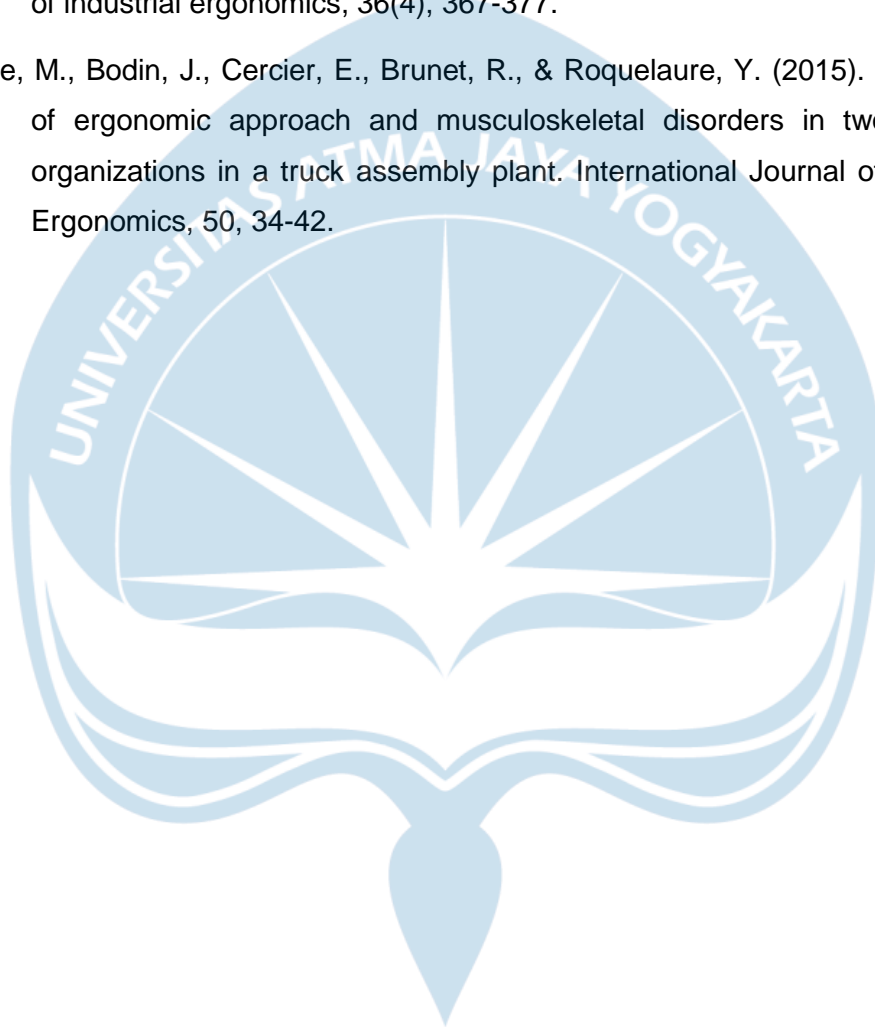 of industrial ergonomics, 36(4), 367-377.
e, M., Bodin, J., Cercier, E., Brunet, R., & Roquelaure, Y. (2015).
of ergonomic approach and musculoskeletal disorders in tw
organizations in a truck assembly plant. International Journal o
Ergonomics, 50, 34-42.
UNIVERSITAS ATMA JAYA YOGYAKARTA